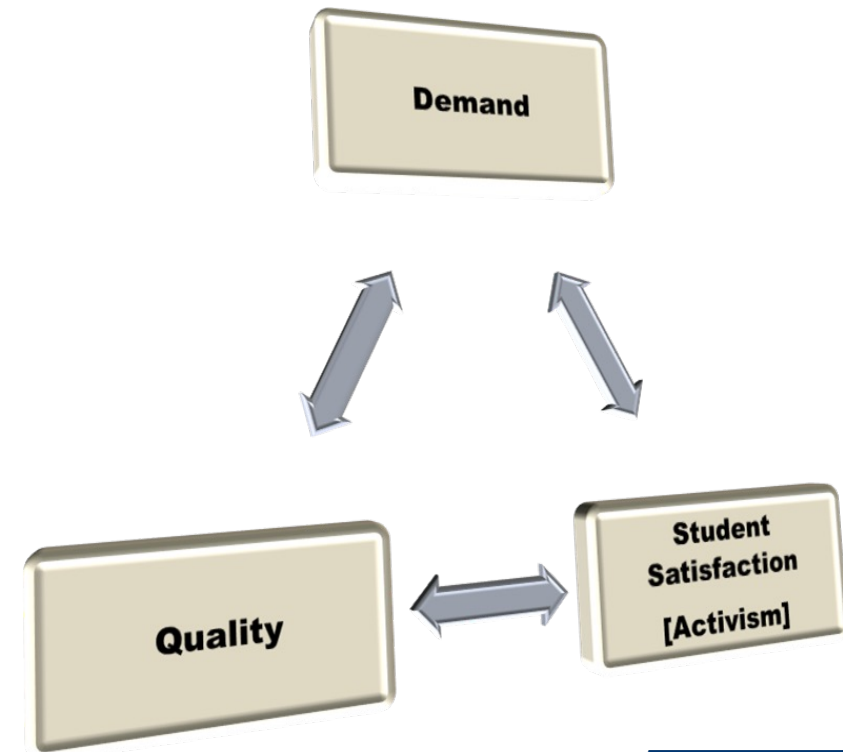 Demand
Quality
Student
Satisfaction
[Activism]